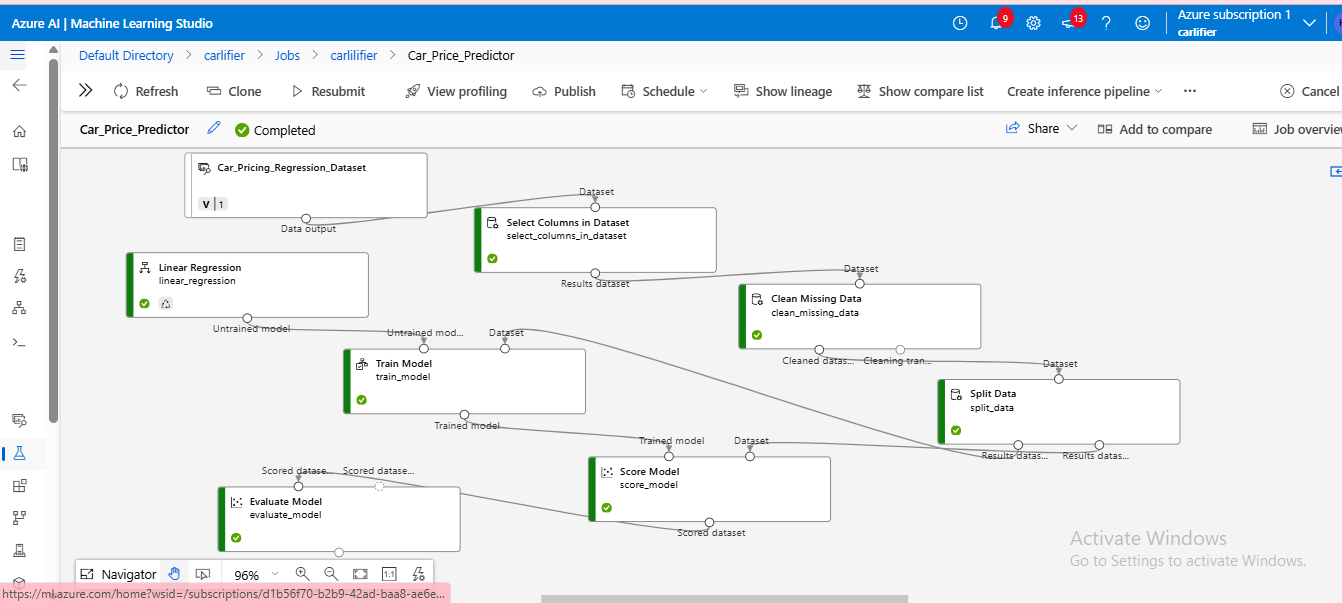 Azure AI | Machine Learning Studio
9
13
Azure subscription 1
carlifier
Default Directory > carlifier > Jobs > carlilifier > Car_Price_Predictor
Refresh Clone Resubmit View profiling Publish Schedule Show lineage Show compare list Create inference pipeline ... Cancel
Car_Price_Predictor Completed Share Add to compare Job overvie
Car_Pricing_Regression_Dataset
V | 1
Data output
Dataset
Select Columns in Dataset
select_columns_in_dataset
Results dataset
Linear Regression
linear_regression
Untrained model
Dataset
Clean Missing Data
clean_missing_data
Cleaned datas... Cleaning tran...
Untrained mod... Dataset
Train Model
train_model
Trained model
Dataset
Split Data
split_data
Results datas... Results datas...
Trained model Dataset
Score Model
score_model
Scored dataset
Scored datase... Scored datase...
Evaluate Model
evaluate_model
Activate Windows
Go to Settings to activate Windows.
Navigator 96% 1:1
https://ml.azure.com/home?wsid=/subscriptions/d1b56f70-b2b9-42ad-baa8-ae6e...